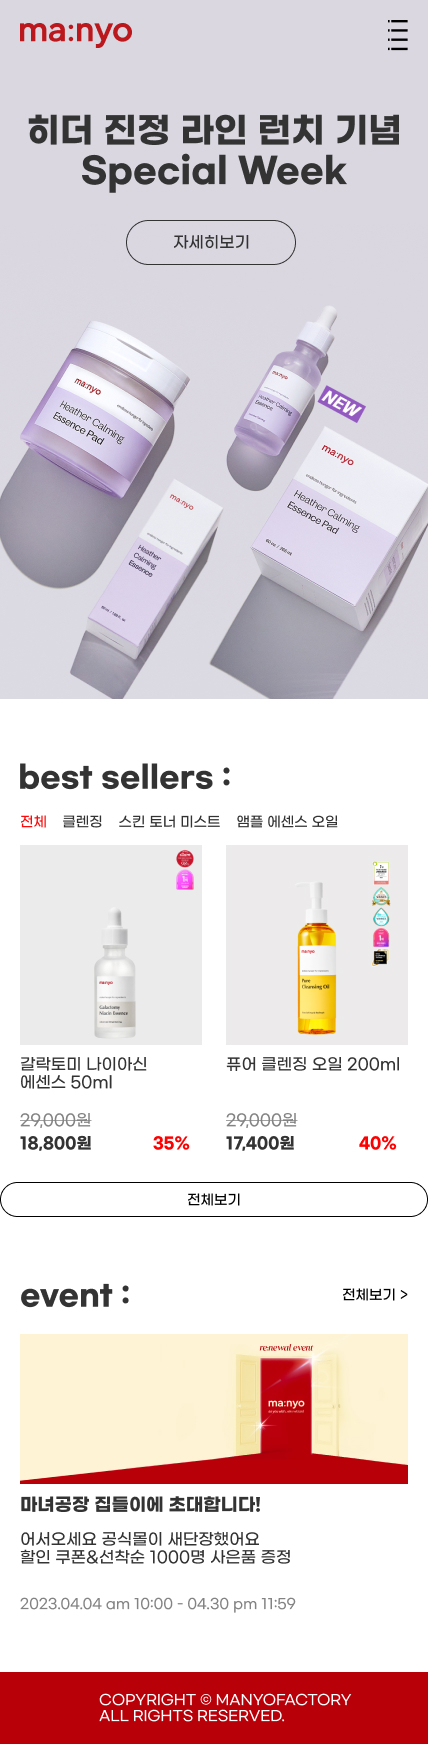 ma:nyo
히더 진정 라인 런치 기념
Special Week
자세히보기
ma:nyo
Heather Calming
Essence Pad
ma:nyo
Heather Calming
Essence
NEW
ma:nyo
Heather Calming
Essence Pad
ma:nyo
Heather
Calming
Essence
best sellers :
전체 클렌징 스킨 토너 미스트 앰플 에센스 오일
ma:nyo
Galactomy
Niacin Essence
ma:nyo
Pure
Cleansing Oil
갈락토미 나이아신
에센스 50ml
퓨어 클렌징 오일 200ml
29,000원
18,800원 35%
29,000원
17,400원 40%
전체보기
event :
전체보기 >
re:newal event
ma:nyo
마녀공장 집들이에 초대합니다!
어서오세요 공식몰이 새단장했어요
할인 쿠폰&선착순 1000명 사은품 증정
2023.04.04 am 10:00 - 04.30 pm 11:59
COPYRIGHT © MANYOFACTORY
ALL RIGHTS RESERVED.